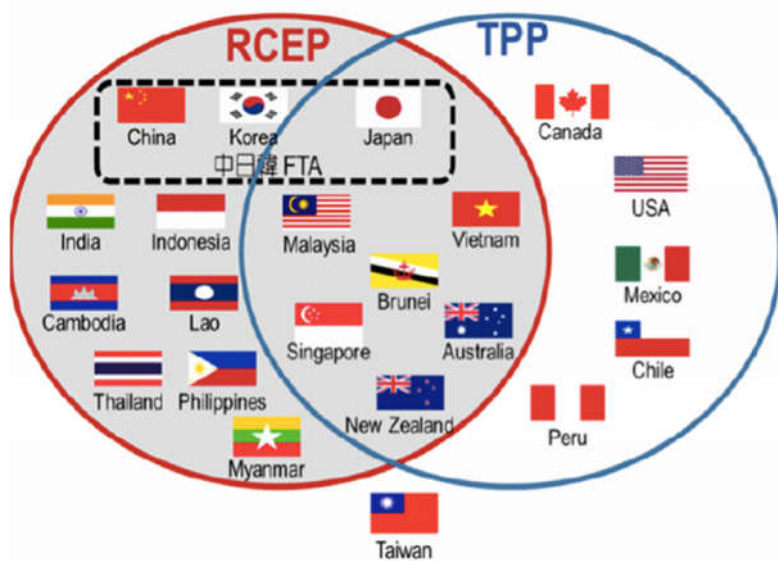 RCEP
TPP
China
Korea
Japan
Canada
中日韓 FTA
USA
India
Indonesia
Malaysia
Vietnam
Brunei
Mexico
Cambodia
Lao
Singapore
Australia
Chile
Thailand
Philippines
New Zealand
Peru
Myanmar
Taiwan